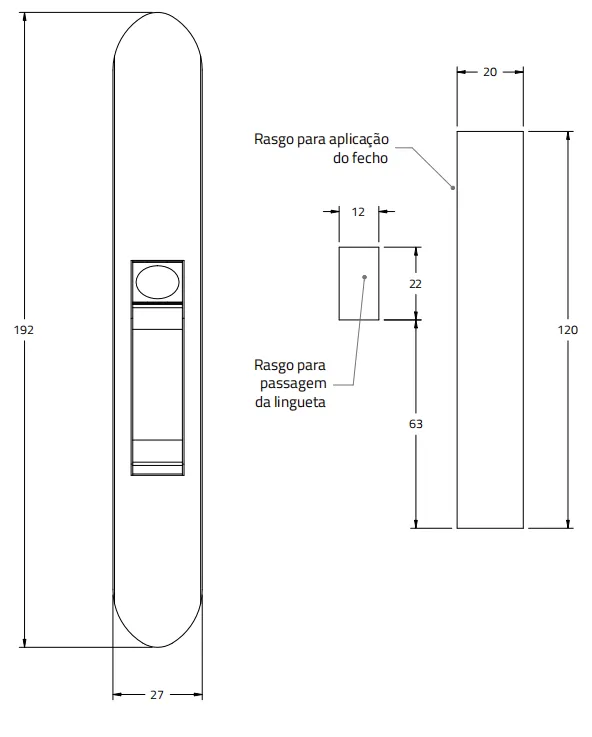 20
Rasgo para aplicação
do fecho
12
22
192
120
Rasgo para
passagem
da lingueta
63
27